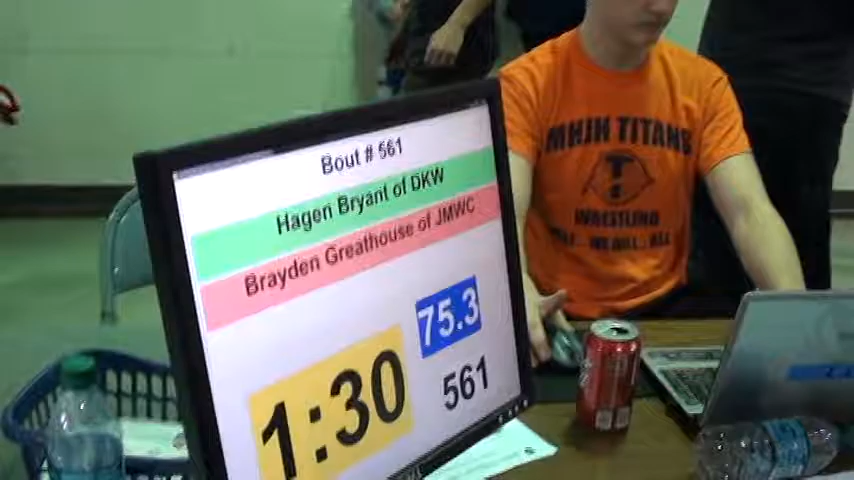 Bout # 561
Hagen Bryant of DKW
Brayden Greathouse of JMWC
75.3
1:30
561
TITANS
T
WRESTLING